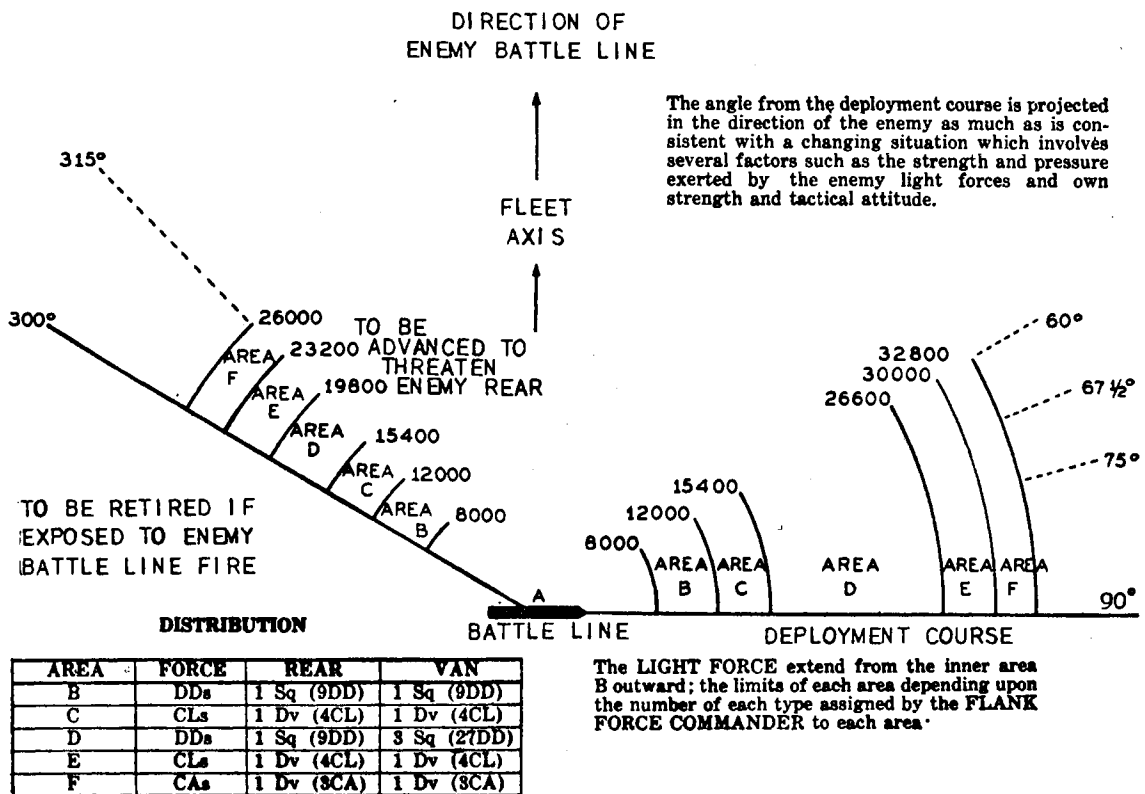 DIRECTION OF
ENEMY BATTLE LINE
The angle from the deployment course is projected
in the direction of the enemy as much as is con-
sistent with a changing situation which involves
several factors such as the strength and pressure
exerted by the enemy light forces and own
strength and tactical attitude.
315°
FLEET
AXIS
300°
26000
TO BE
ADVANCED TO
THREATEN
ENEMY REAR
AREA
F
23200
AREA
E
19800
AREA
D
15400
AREA
C
12000
AREA
B
8000
60°
32800
30000
26600
67 ½°
75°
15400
12000
8000
TO BE RETIRED IF
EXPOSED TO ENEMY
BATTLE LINE FIRE
AREA
B
AREA
C
AREA
D
AREA
E
AREA
F
A
90°
BATTLE LINE
DEPLOYMENT COURSE
DISTRIBUTION
AREA FORCE REAR VAN
B DDs 1 Sq (9DD) 1 Sq (9DD)
C CLs 1 Dv (4CL) 1 Dv (4CL)
D DDs 1 Sq (9DD) 3 Sq (27DD)
E CLs 1 Dv (4CL) 1 Dv (4CL)
F CAs 1 Dv (3CA) 1 Dv (3CA)
The LIGHT FORCE extend from the inner area
B outward; the limits of each area depending upon
the number of each type assigned by the FLANK
FORCE COMMANDER to each area.